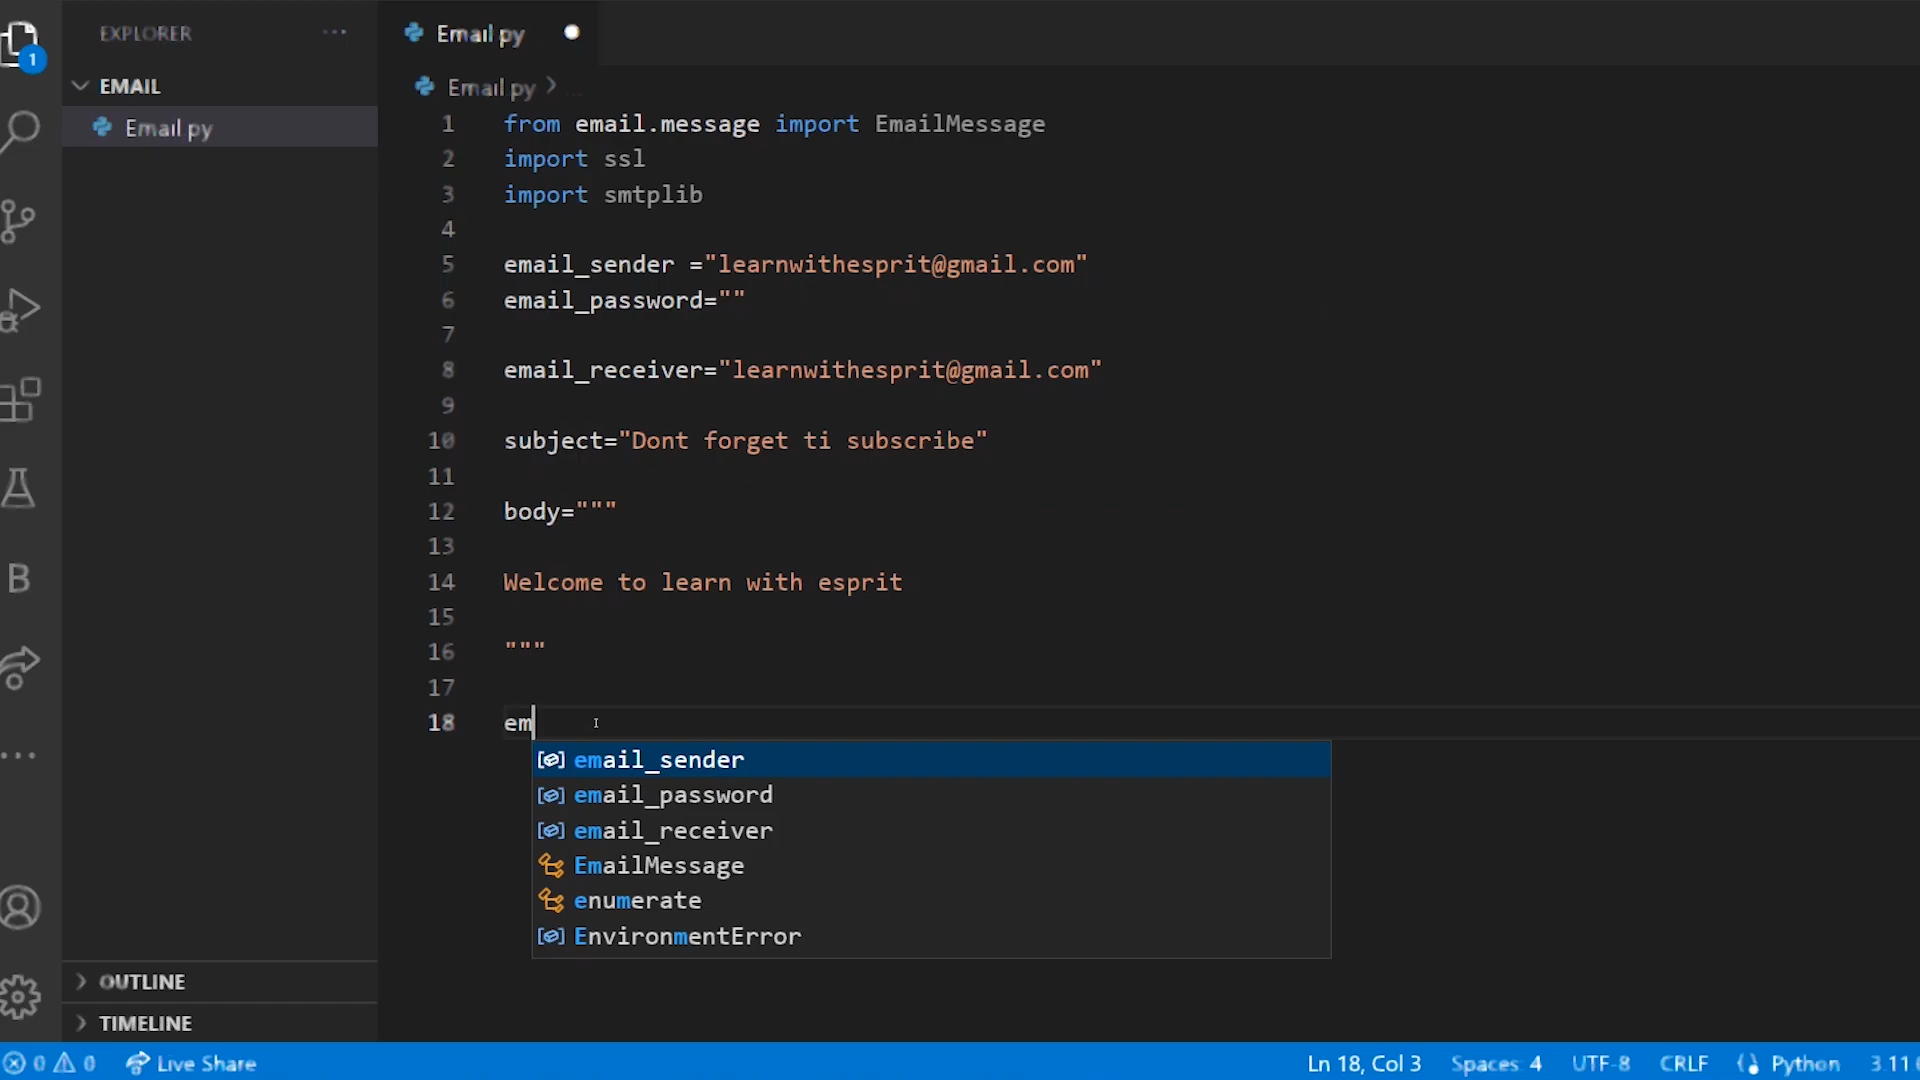 EXPLORER ...
EMAIL
Email py
OUTLINE
TIMELINE
1
B
Email py
Email py >
1 from email.message import EmailMessage
2 import ssl
3 import smtplib
4
5 email_sender ="learnwithesprit@gmail.com"
6 email_password=""
7
8 email_receiver="learnwithesprit@gmail.com"
9
10 subject="Dont forget ti subscribe"
11
12 body="""
13
14 Welcome to learn with esprit
15
16 """
17
18 em
email_sender
email_password
email_receiver
EmailMessage
enumerate
EnvironmentError
0 0 Live Share Ln 18, Col 3 Spaces 4 UTF-8 CRLF Python 3.11